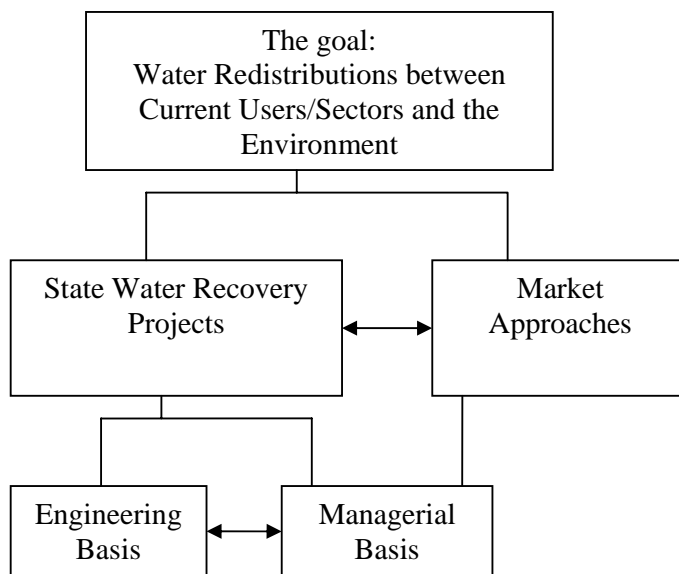 The goal:
Water Redistributions between
Current Users/Sectors and the
Environment
State Water Recovery
Projects
Market
Approaches
Engineering
Basis
Managerial
Basis